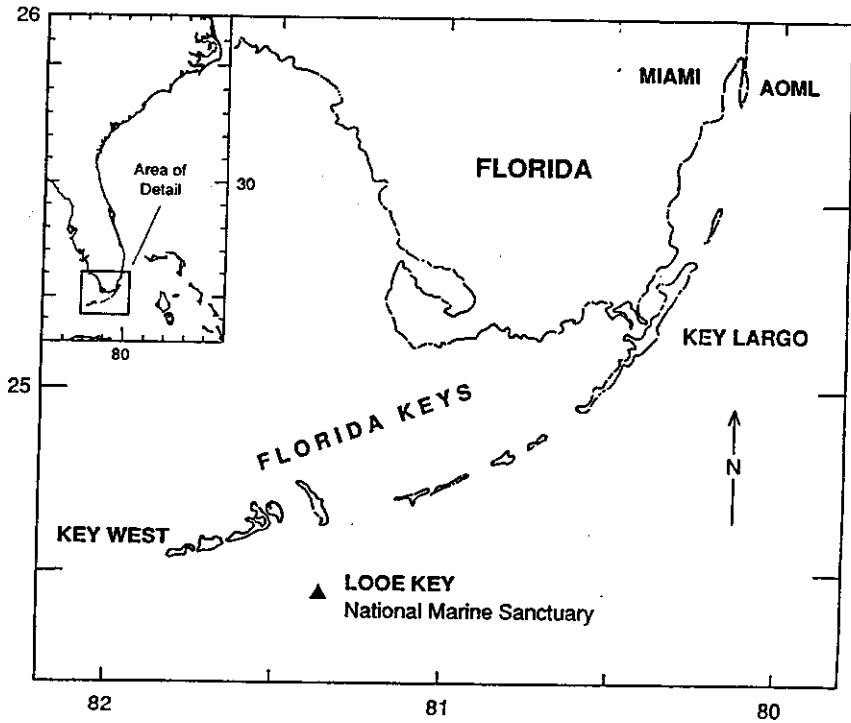 26
MIAMI
AOML
Area of
Detail
FLORIDA
30
80
KEY LARGO
25
FLORIDA KEYS
N
KEY WEST
LOOE KEY
National Marine Sanctuary
82
81
80